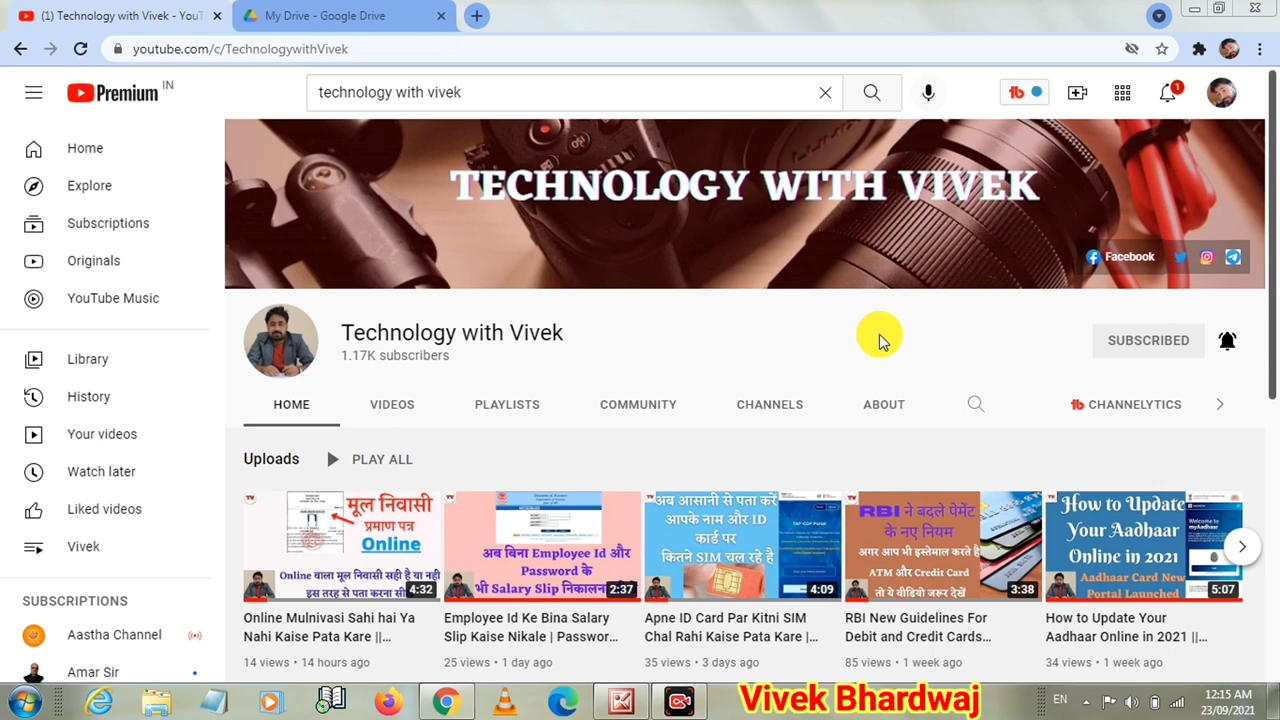 (1) Technology with Vivek - YouT
My Drive - Google Drive
youtube.com/c/TechnologywithVivek
Premium IN
technology with vivek
1
Home
Explore
Subscriptions
Originals
YouTube Music
Library
History
Your videos
Watch later
Liked videos
Vivek
SUBSCRIPTIONS
Aastha Channel
Amar Sir
TECHNOLOGY WITH VIVEK
Facebook
Technology with Vivek
1.17K subscribers
SUBSCRIBED
HOME VIDEOS PLAYLISTS COMMUNITY CHANNELS ABOUT CHANNELYTICS
Uploads PLAY ALL
मूल निवासी
प्रमाण पत्र
Online
Online वाला मूल निवासी सही है या नही
इस तरह से पता करना सी
4:32
अब बिना Employee Id और
Password के
भी Salary Slip निकालन
2:37
अब आसानी से पता करें
आपके नाम और ID
कार्ड पर
कितने SIM चल रहे है
4:09
RBI ने बदले पेमेंट
के नए नियम
अगर आप भी इस्तेमाल करते है
ATM और Credit Card
तो ये वीडियो जरूर देखें
3:38
How to Update
Your Aadhaar
Online in 2021
Aadhaar Card New
Portal Launched
Welcome to
myAadhaar
5:07
Online Mulnivasi Sahi hai Ya
Nahi Kaise Pata Kare ||...
14 views • 14 hours ago
Employee Id Ke Bina Salary
Slip Kaise Nikale | Passwor...
25 views • 1 day ago
Apne ID Card Par Kitni SIM
Chal Rahi Kaise Pata Kare |...
35 views • 3 days ago
RBI New Guidelines For
Debit and Credit Cards...
85 views • 1 week ago
How to Update Your
Aadhaar Online in 2021 ||...
34 views • 1 week ago
Vivek Bhardwaj
EN
12:15 AM
23/09/2021